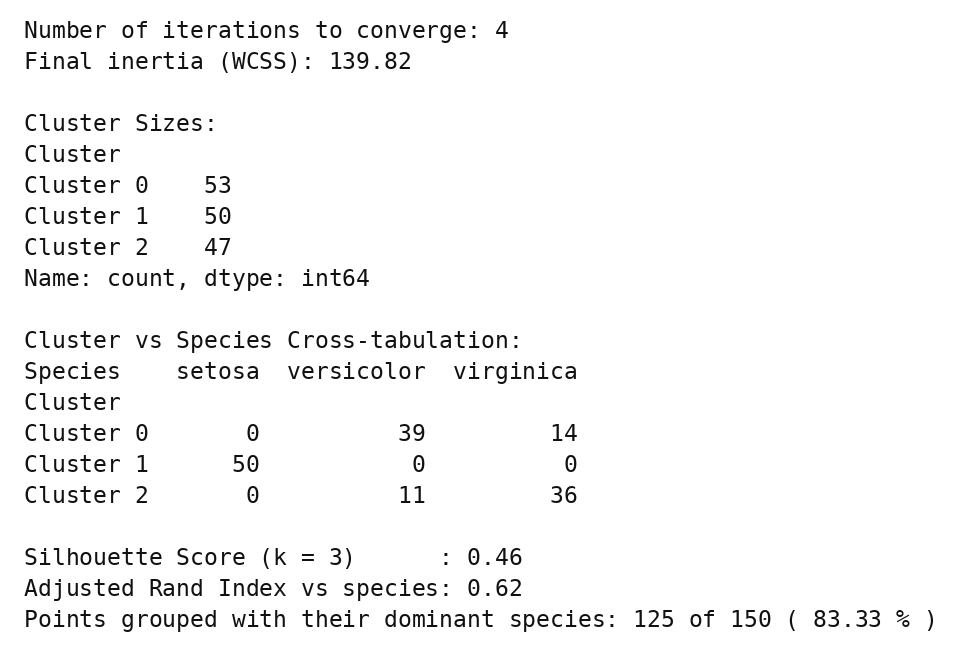 Number of iterations to converge: 4
Final inertia (WCSS): 139.82

Cluster Sizes:
Cluster
Cluster 0    53
Cluster 1    50
Cluster 2    47
Name: count, dtype: int64

Cluster vs Species Cross-tabulation:
Species    setosa  versicolor  virginica
Cluster
Cluster 0       0          39         14
Cluster 1      50           0          0
Cluster 2       0          11         36

Silhouette Score (k = 3)      : 0.46
Adjusted Rand Index vs species: 0.62
Points grouped with their dominant species: 125 of 150 ( 83.33 % )